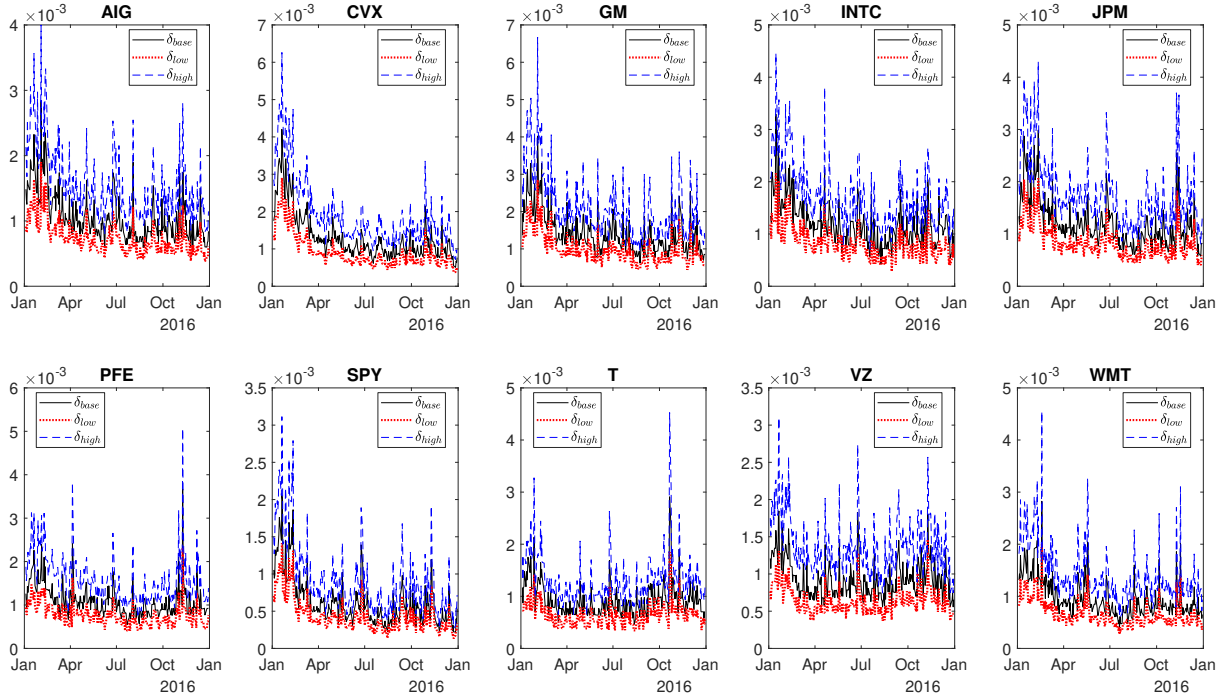 AIG
×10⁻³
4
3
2
1
0
Jan Apr Jul Oct Jan
2016
δbase
δlow
δhigh
CVX
×10⁻³
7
6
5
4
3
2
1
0
Jan Apr Jul Oct Jan
2016
δbase
δlow
δhigh
GM
×10⁻³
7
6
5
4
3
2
1
0
Jan Apr Jul Oct Jan
2016
δbase
δlow
δhigh
INTC
×10⁻³
5
4
3
2
1
0
Jan Apr Jul Oct Jan
2016
δbase
δlow
δhigh
JPM
×10⁻³
5
4
3
2
1
0
Jan Apr Jul Oct Jan
2016
δbase
δlow
δhigh
PFE
×10⁻³
6
5
4
3
2
1
0
Jan Apr Jul Oct Jan
2016
δbase
δlow
δhigh
SPY
×10⁻³
3.5
3
2.5
2
1.5
1
0.5
0
Jan Apr Jul Oct Jan
2016
δbase
δlow
δhigh
T
×10⁻³
5
4
3
2
1
0
Jan Apr Jul Oct Jan
2016
δbase
δlow
δhigh
VZ
×10⁻³
3.5
3
2.5
2
1.5
1
0.5
0
Jan Apr Jul Oct Jan
2016
δbase
δlow
δhigh
WMT
×10⁻³
5
4
3
2
1
0
Jan Apr Jul Oct Jan
2016
δbase
δlow
δhigh